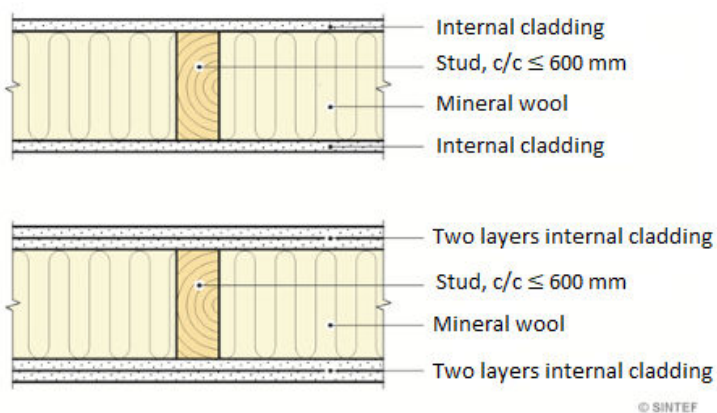 Internal cladding
Stud, c/c ≤ 600 mm
Mineral wool
Internal cladding
Two layers internal cladding
Stud, c/c ≤ 600 mm
Mineral wool
Two layers internal cladding
© SINTEF